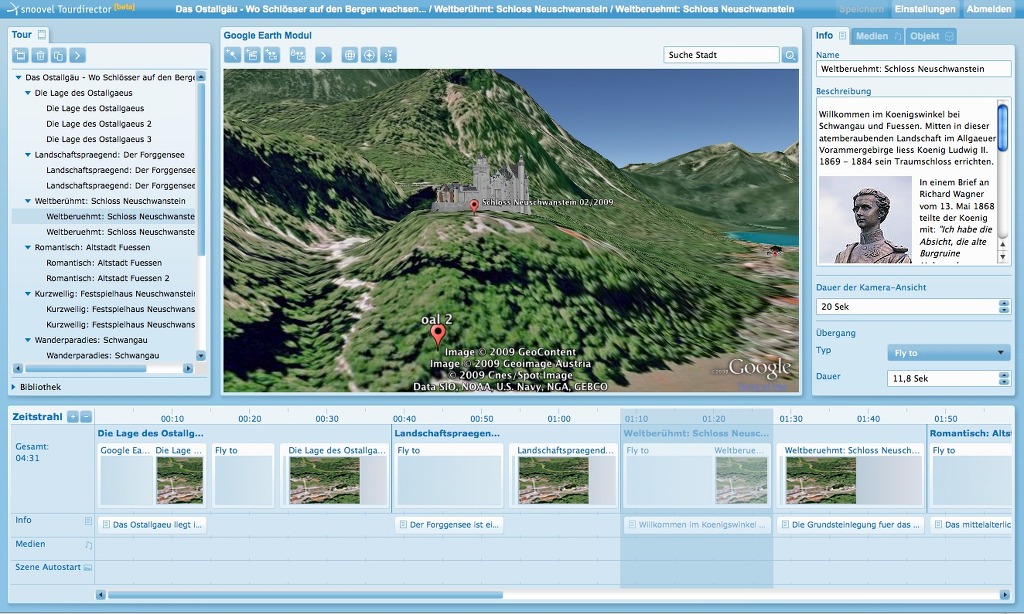 snoovel Tourdirector [beta]
Das Ostallgäu - Wo Schlösser auf den Bergen wachsen... / Weltberühmt: Schloss Neuschwanstein / Weltberuehmt: Schloss Neuschwanstein
Speichern Einstellungen Abmelden
Tour
Das Ostallgäu - Wo Schlösser auf den Berge
Die Lage des Ostallgaeus
Die Lage des Ostallgaeus
Die Lage des Ostallgaeus 2
Die Lage des Ostallgaeus 3
Landschaftspraegend: Der Forggensee
Landschaftspraegend: Der Forggensee
Landschaftspraegend: Der Forggensee
Weltberühmt: Schloss Neuschwanstein
Weltberuehmt: Schloss Neuschwanste
Weltberuehmt: Schloss Neuschwanste
Romantisch: Altstadt Fuessen
Romantisch: Altstadt Fuessen
Romantisch: Altstadt Fuessen 2
Kurzweilig: Festspielhaus Neuschwanstein
Kurzweilig: Festspielhaus Neuschwans
Kurzweilig: Festspielhaus Neuschwans
Wanderparadies: Schwangau
Wanderparadies: Schwangau
Bibliothek
Google Earth Modul
Suche Stadt
Schloss Neuschwanstein 02/2009
oal 2
Image © 2009 GeoContent
Image © 2009 Geoimage Austria
© 2009 Cnes/Spot Image
Data SIO, NOAA, U.S. Navy, NGA, GEBCO
©2009 Google
Info Medien Objekt
Name
Weltberuehmt: Schloss Neuschwanstein
Beschreibung
Willkommen im Koenigswinkel bei
Schwangau und Fuessen. Mitten in dieser
atemberaubenden Landschaft im Allgaeuer
Vorammergebirge liess Koenig Ludwig II.
1869 - 1884 sein Traumschloss errichten.
In einem Brief an
Richard Wagner
vom 13. Mai 1868
teilte der Koenig
mit: "Ich habe die
Absicht, die alte
Burgruine
Dauer der Kamera-Ansicht
20 Sek
Übergang
Typ Fly to
Dauer 11,8 Sek
Zeitstrahl + -
00:10 00:20 00:30 00:40 00:50 01:00 01:10 01:20 01:30 01:40 01:50
Gesamt:
04:31
Die Lage des Ostallg... Landschaftspraegen... Weltberühmt: Schloss Neusc... Romantisch: Alts
Google Ea... Die Lage ... Fly to Die Lage des Ostallga... Fly to Landschaftspraegend... Fly to Weltberue... Weltberuehmt: Schloss Neusch... Fly to
Info
Das Ostallgaeu liegt i... Der Forggensee ist ei... Willkommen im Koenigswinkel ... Die Grundsteinlegung fuer das ... Das mittelalterlic
Medien
Szene Autostart